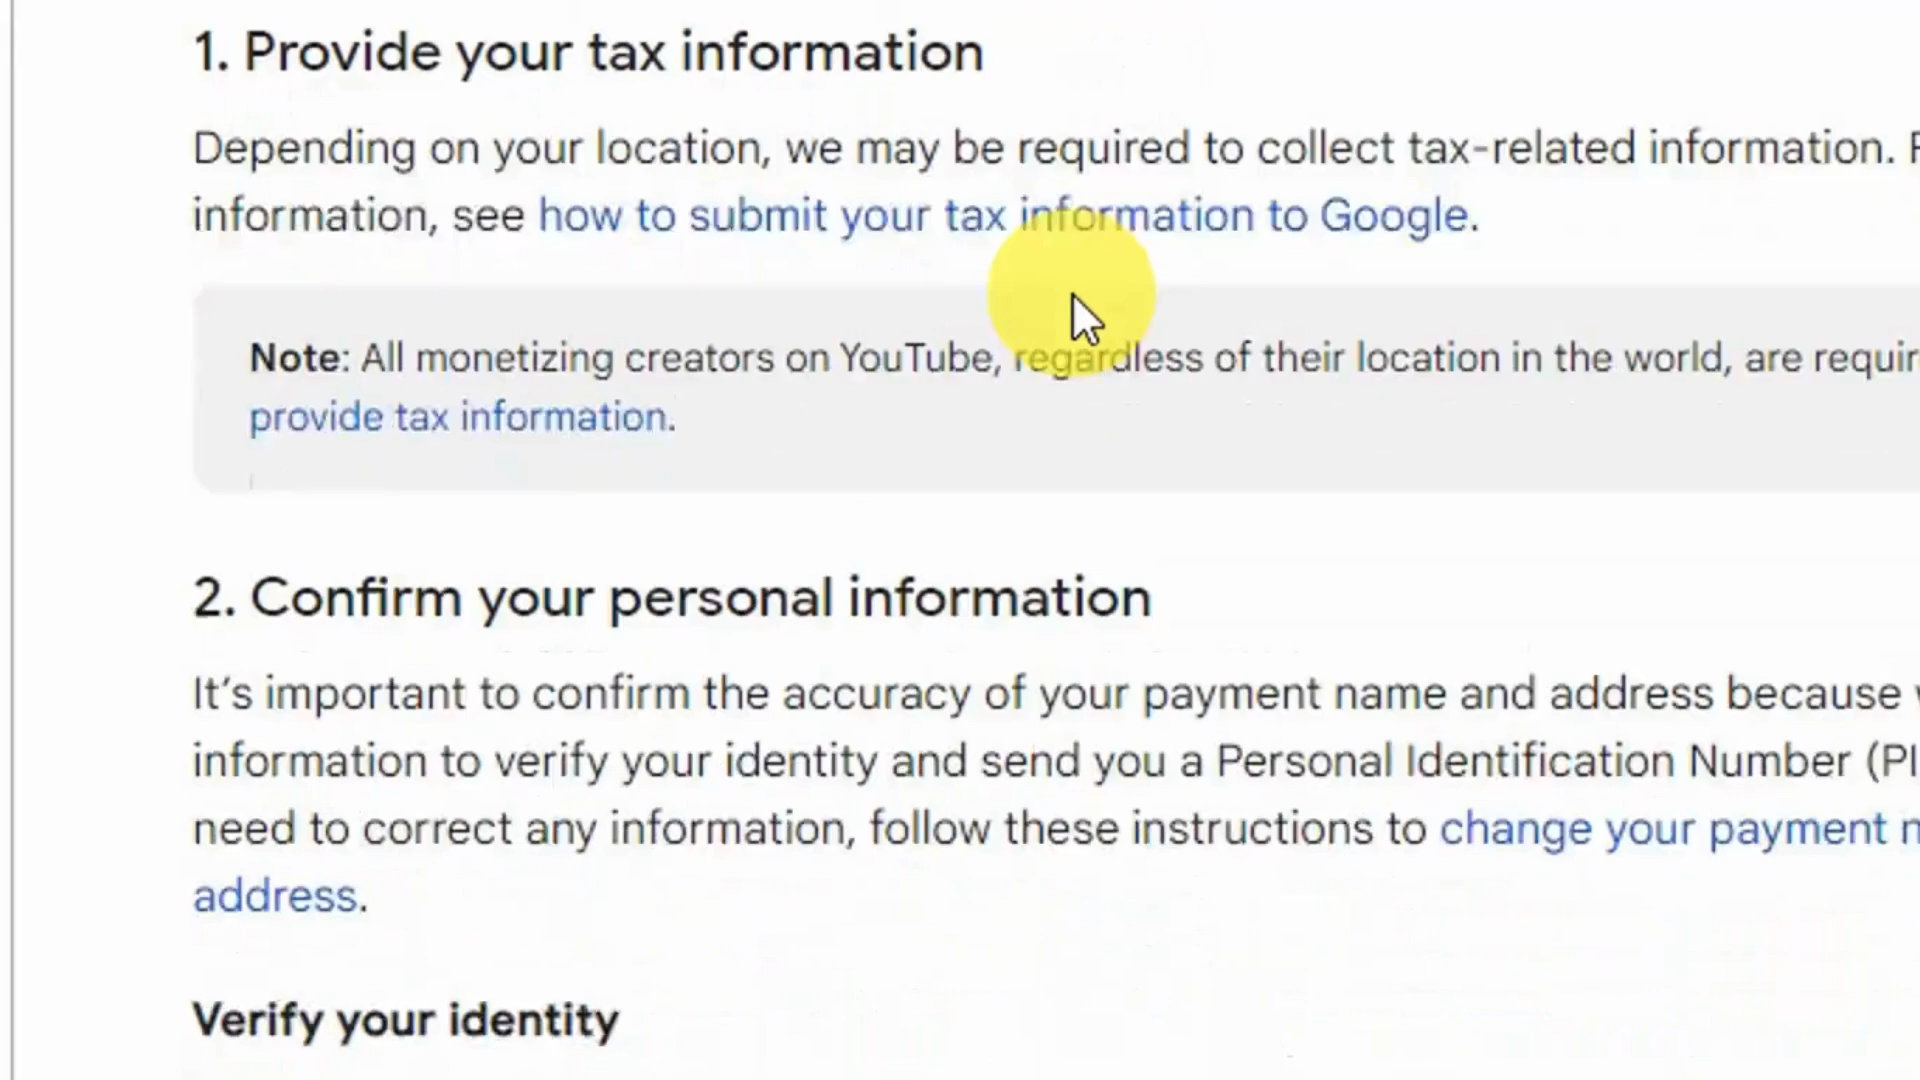 1. Provide your tax information
Depending on your location, we may be required to collect tax-related information.
information, see how to submit your tax information to Google.
Note: All monetizing creators on YouTube, regardless of their location in the world, are
provide tax information.
2. Confirm your personal information
It's important to confirm the accuracy of your payment name and address because
information to verify your identity and send you a Personal Identification Number
need to correct any information, follow these instructions to change your payment
address.
Verify your identity